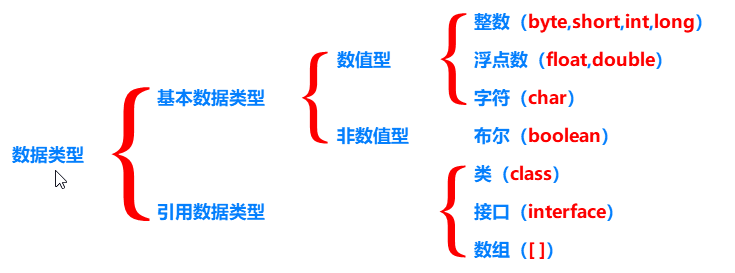 整数（byte,short,int,long）
数值型
浮点数（float,double）
基本数据类型
字符（char）
非数值型
布尔（boolean）
数据类型
类（class）
引用数据类型
接口（interface）
数组（[ ]）